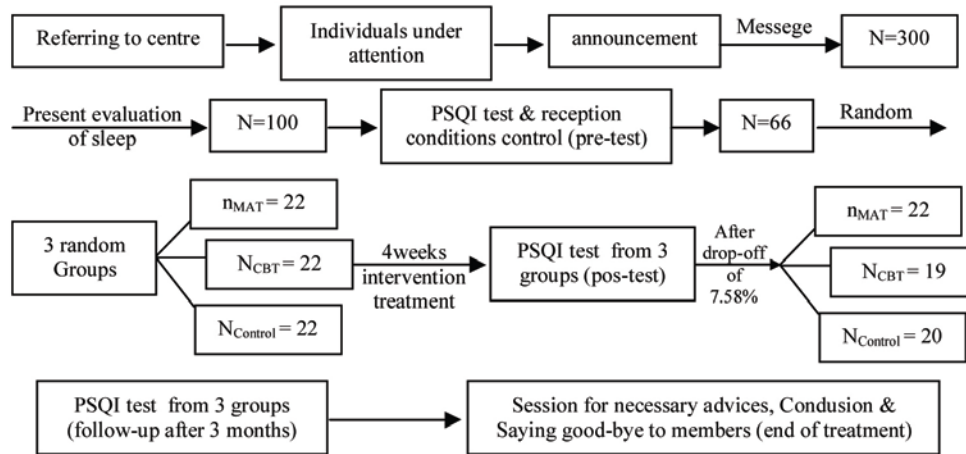 Referring to centre
Individuals under
attention
announcement
Messege
N=300
Present evaluation
of sleep
N=100
PSQI test & reception
conditions control (pre-test)
N=66
Random
3 random
Groups
nMAT = 22
NCBT = 22
NControl = 22
4weeks
intervention
treatment
PSQI test from 3
groups (pos-test)
After
drop-off
of
7.58%
nMAT = 22
NCBT = 19
NControl = 20
PSQI test from 3 groups
(follow-up after 3 months)
Session for necessary advices, Condusion &
Saying good-bye to members (end of treatment)